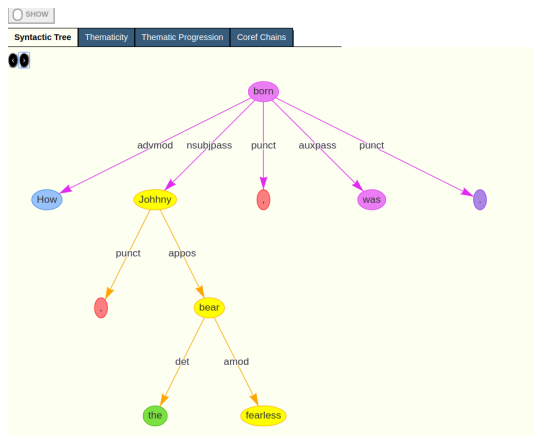 SHOW
Syntactic Tree Thematicity Thematic Progression Coref Chains
born
advmod nsubjpass punct auxpass punct
How Johhny , was .
punct appos
, bear
det amod
the fearless